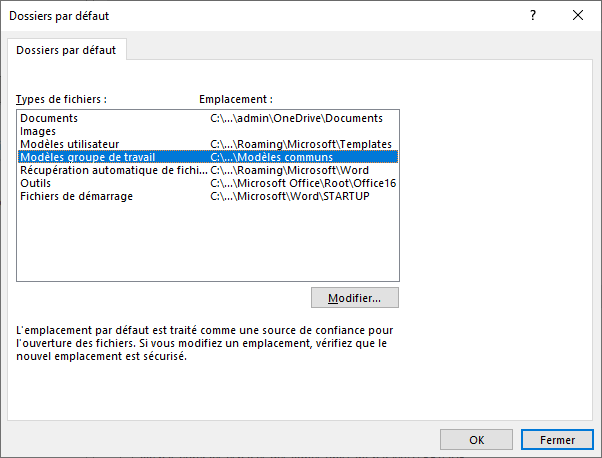 Dossiers par défaut
?
Dossiers par défaut
Types de fichiers : Emplacement :
Documents C:\...\admin\OneDrive\Documents
Images
Modèles utilisateur C:\...\Roaming\Microsoft\Templates
Modèles groupe de travail C:\...\Modèles communs
Récupération automatique de fichi... C:\...\Roaming\Microsoft\Word
Outils C:\...\Microsoft Office\Root\Office16
Fichiers de démarrage C:\...\Microsoft\Word\STARTUP
Modifier...
L'emplacement par défaut est traité comme une source de confiance pour
l'ouverture des fichiers. Si vous modifiez un emplacement, vérifiez que le
nouvel emplacement est sécurisé.
OK Fermer